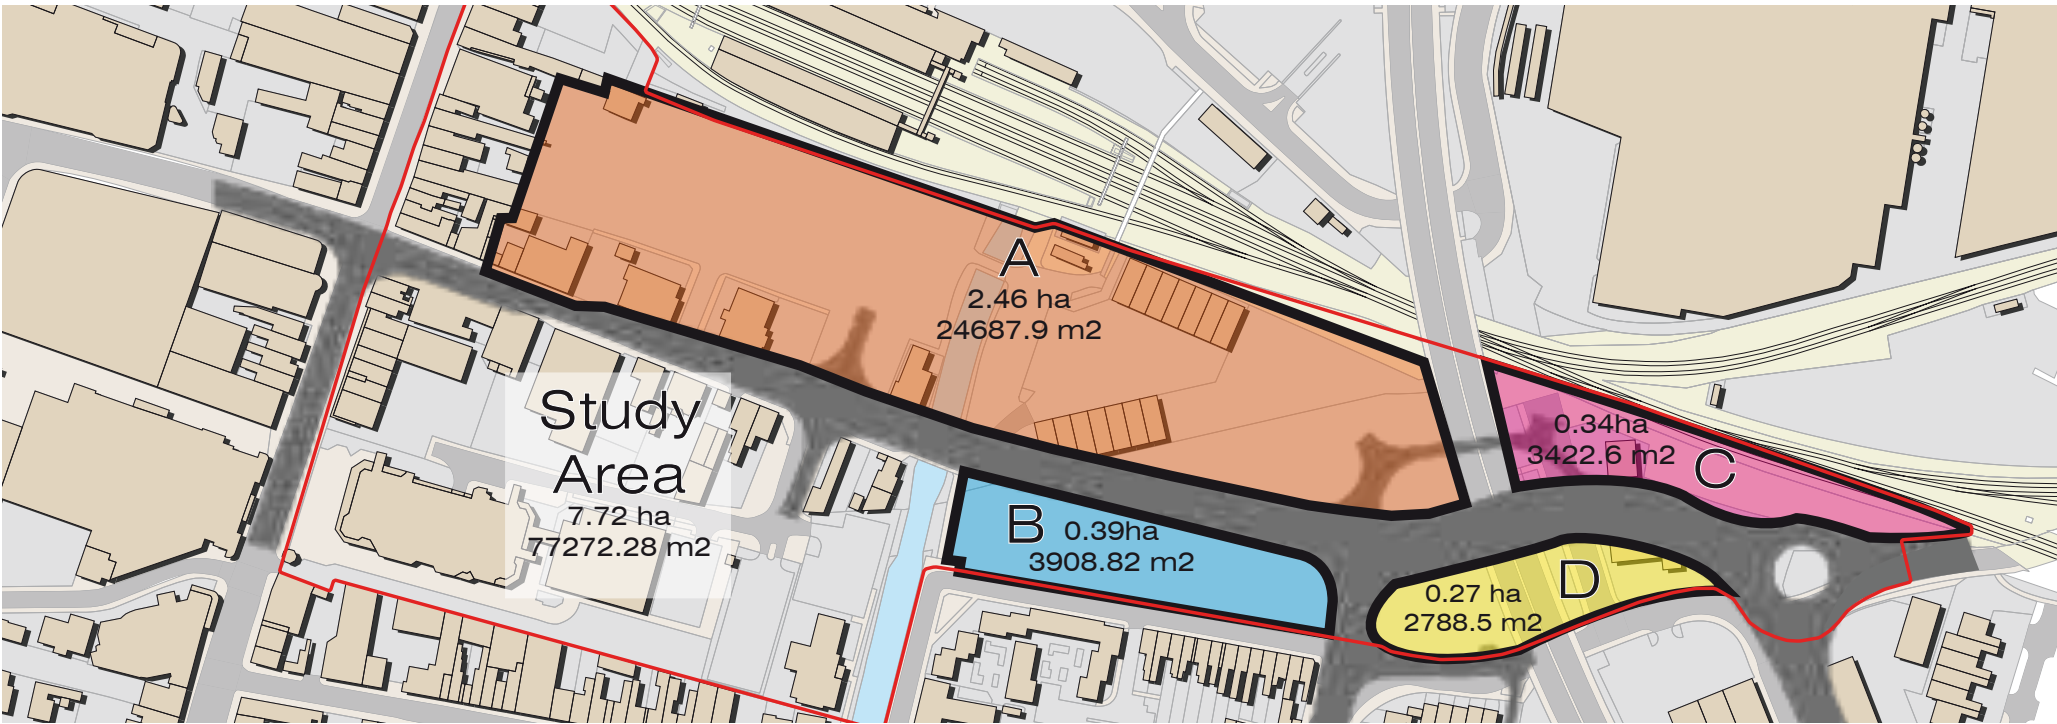 A
2.46 ha
24687.9 m2
Study
Area
7.72 ha
77272.28 m2
B 0.39ha
3908.82 m2
0.34ha
3422.6 m2
C
D
0.27 ha
2788.5 m2